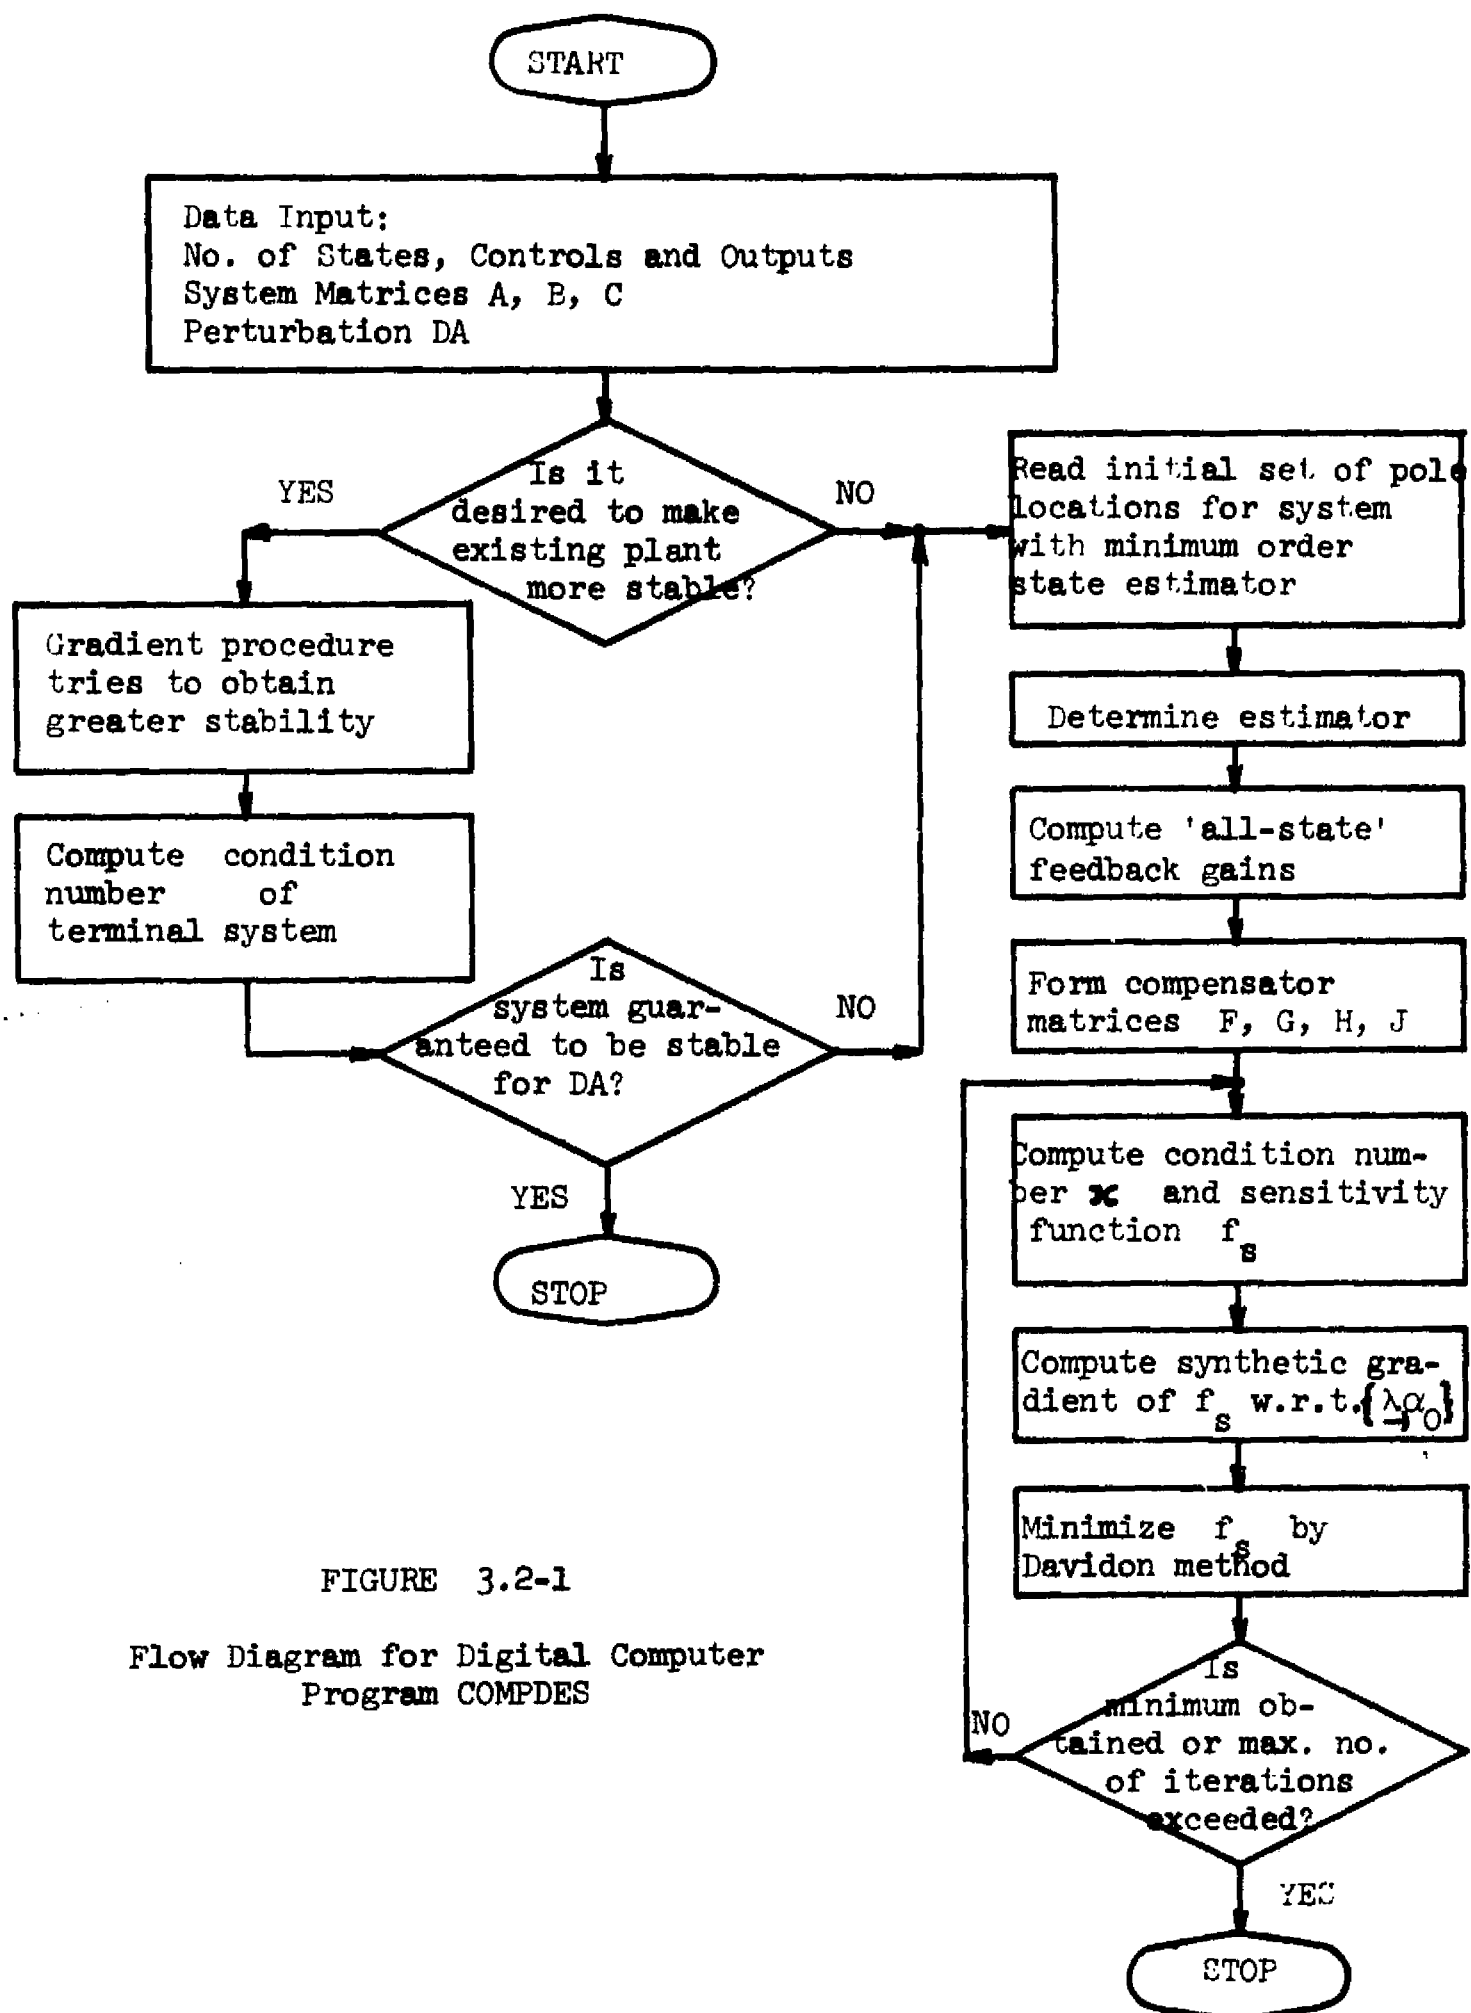 START
Data Input:
No. of States, Controls and Outputs
System Matrices A, B, C
Perturbation DA
Is it
desired to make
existing plant
more stable?
YES
NO
Gradient procedure
tries to obtain
greater stability
Compute condition
number of
terminal system
Is
system guar-
anteed to be stable
for DA?
NO
YES
STOP
Read initial set of pole
locations for system
with minimum order
state estimator
Determine estimator
Compute 'all-state'
feedback gains
Form compensator
matrices F, G, H, J
Compute condition num-
ber ϰ and sensitivity
function f_s
Compute synthetic gra-
dient of f_s w.r.t.{λ,α_0}
Minimize f_s by
Davidon method
Is
minimum ob-
tained or max. no.
of iterations
exceeded?
NO
YES
STOP
FIGURE 3.2-1
Flow Diagram for Digital Computer
Program COMPDES